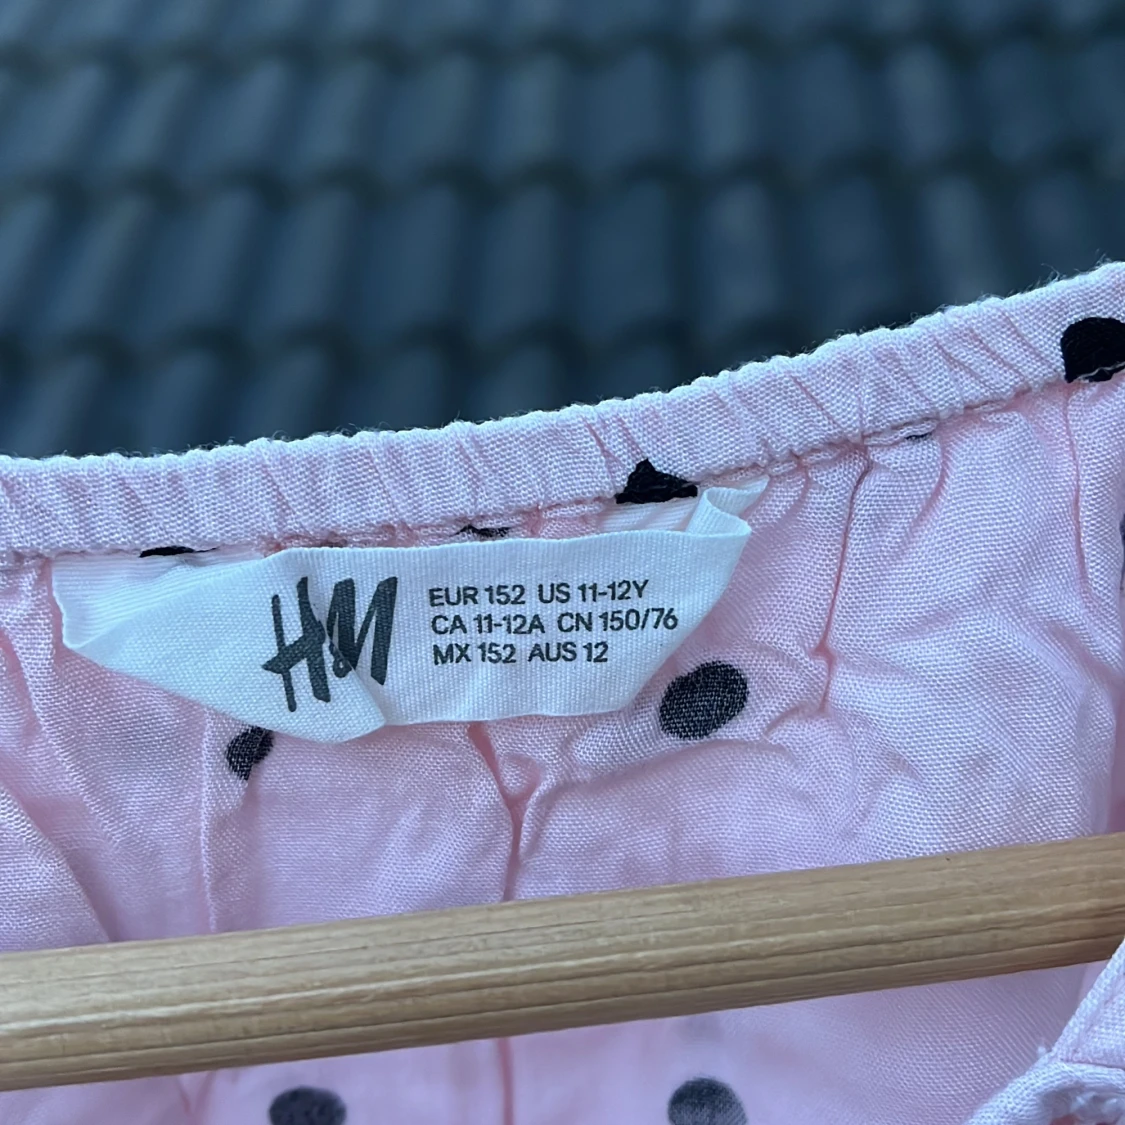 H&M
EUR 152 US 11-12Y
CA 11-12A CN 150/76
MX 152 AUS 12